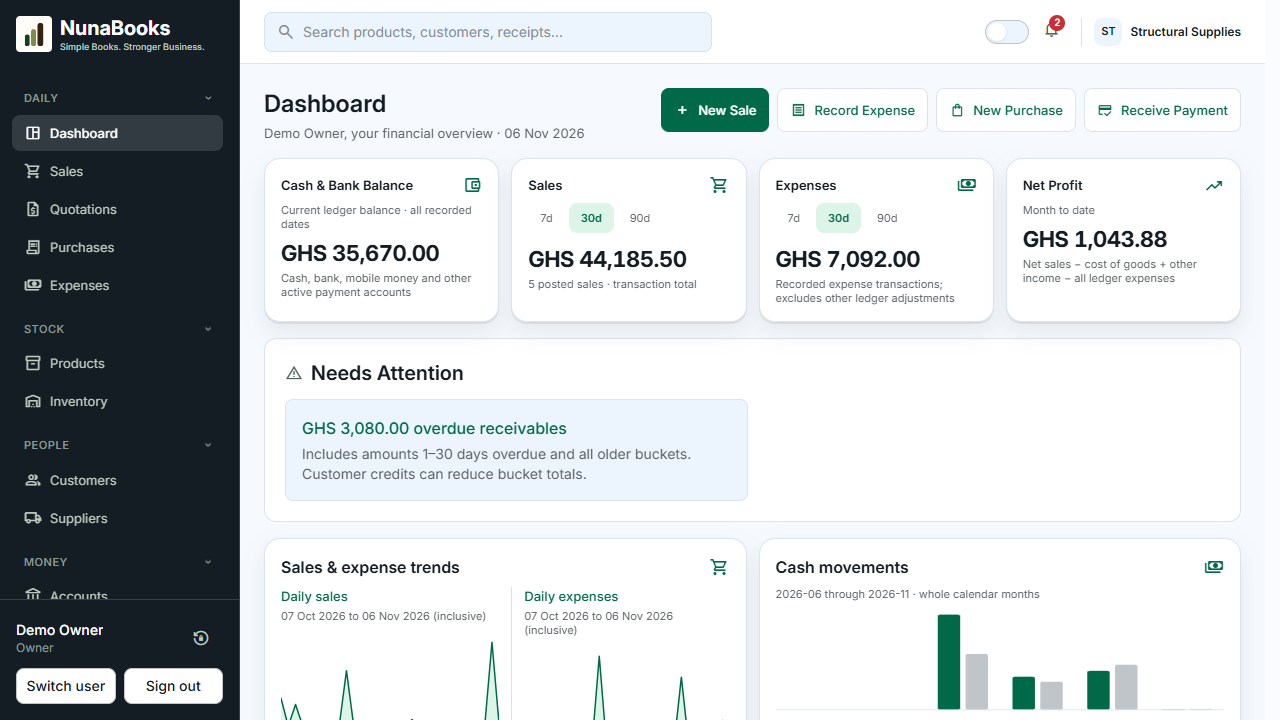 NunaBooks
Simple Books. Stronger Business.
DAILY
Dashboard
Sales
Quotations
Purchases
Expenses
STOCK
Products
Inventory
PEOPLE
Customers
Suppliers
MONEY
Accounts
Demo Owner
Owner
Switch user
Sign out
Search products, customers, receipts...
2
ST
Structural Supplies
Dashboard
Demo Owner, your financial overview · 06 Nov 2026
+ New Sale
Record Expense
New Purchase
Receive Payment
Cash & Bank Balance
Current ledger balance · all recorded
dates
GHS 35,670.00
Cash, bank, mobile money and other
active payment accounts
Sales
7d 30d 90d
GHS 44,185.50
5 posted sales · transaction total
Expenses
7d 30d 90d
GHS 7,092.00
Recorded expense transactions;
excludes other ledger adjustments
Net Profit
Month to date
GHS 1,043.88
Net sales − cost of goods + other
income − all ledger expenses
Needs Attention
GHS 3,080.00 overdue receivables
Includes amounts 1–30 days overdue and all older buckets.
Customer credits can reduce bucket totals.
Sales & expense trends
Daily sales
07 Oct 2026 to 06 Nov 2026 (inclusive)
Daily expenses
07 Oct 2026 to 06 Nov 2026
(inclusive)
Cash movements
2026-06 through 2026-11 · whole calendar months